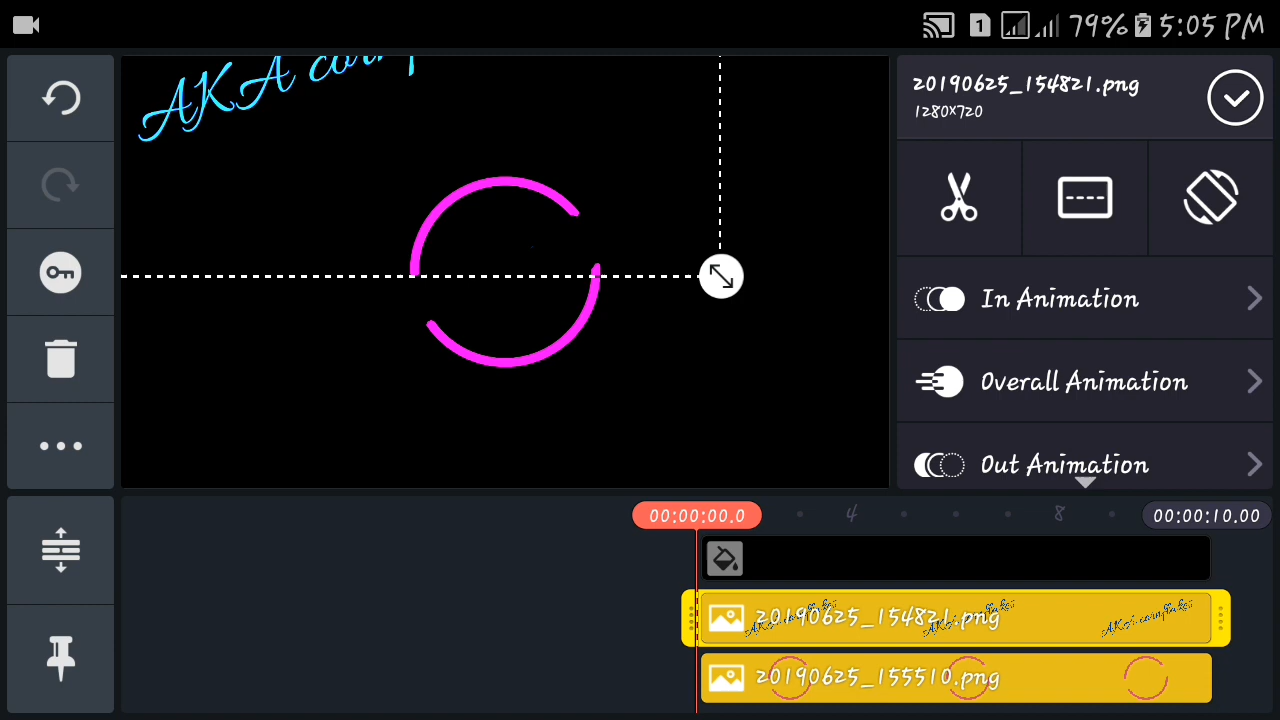 1 79% 5:05 PM
AKA
20190625_154821.png
1280x720
In Animation
Overall Animation
Out Animation
00:00:00.0 4 8 00:00:10.00
20190625_154821.png
20190625_155510.png